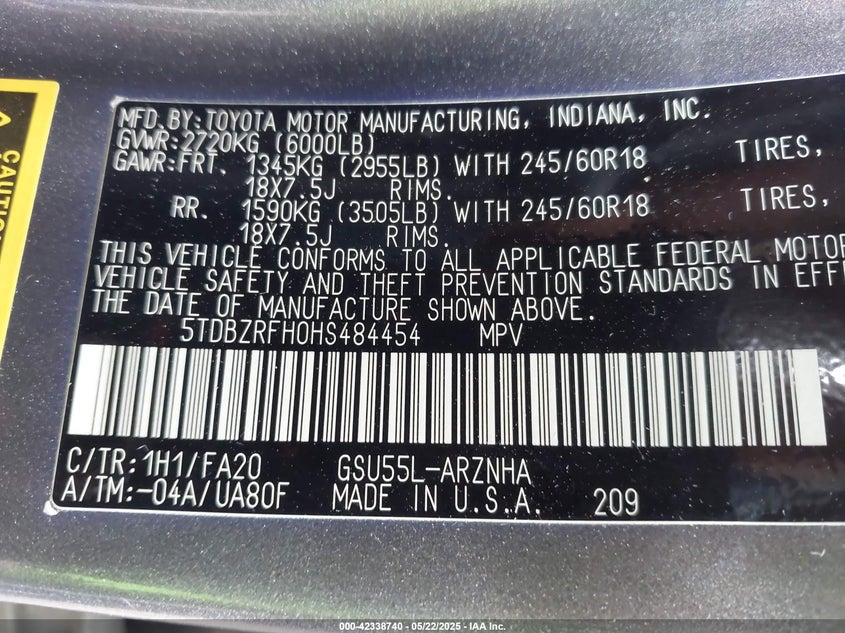 MFD.BY:TOYOTA MOTOR MANUFACTURING, INDIANA, INC.
GVWR:2720KG (6000LB)
GAWR:FRT. 1345KG (2955LB) WITH 245/60R18 TIRES,
18X7.5J RIMS.
RR. 1590KG (3505LB) WITH 245/60R18 TIRES,
18X7.5J RIMS.
THIS VEHICLE CONFORMS TO ALL APPLICABLE FEDERAL MOTOR
VEHICLE SAFETY AND THEFT PREVENTION STANDARDS IN EFFE
THE DATE OF MANUFACTURE SHOWN ABOVE.
5TDBZRFH0HS484454 MPV
C/TR:1H1/FA20 GSU55L-ARZNHA
A/TM:-04A/UA80F MADE IN U.S.A. 209
CAUTION
000-42338740 - 05/22/2025 - IAA Inc.